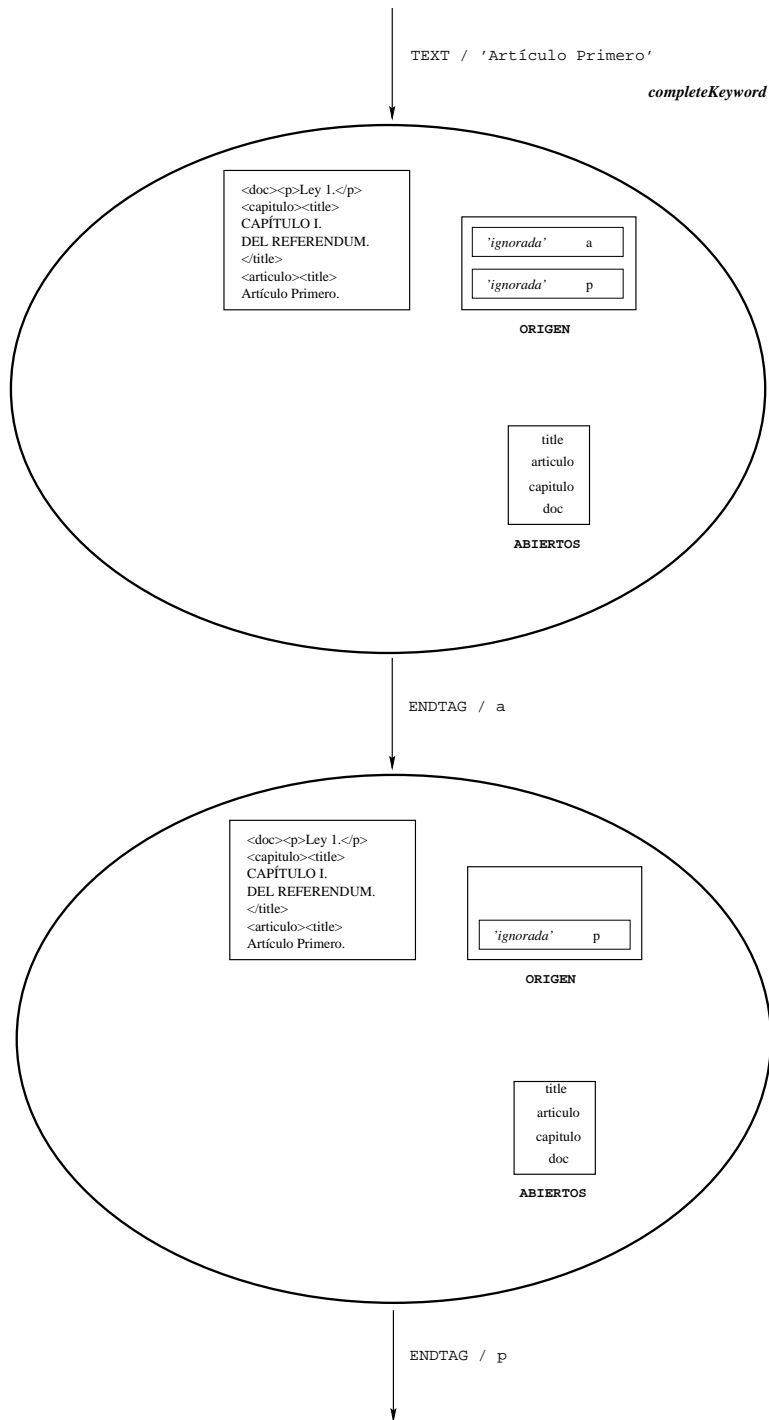 TEXT / ’Artículo Primero’
completeKeyword
<doc><p>Ley 1.</p>
<capitulo><title>
CAPÍTULO I.
DEL REFERENDUM.
</title>
<articulo><title>
Artículo Primero.
’ignorada’ a
’ignorada’ p
ORIGEN
title
articulo
capitulo
doc
ABIERTOS
ENDTAG / a
<doc><p>Ley 1.</p>
<capitulo><title>
CAPÍTULO I.
DEL REFERENDUM.
</title>
<articulo><title>
Artículo Primero.
’ignorada’ p
ORIGEN
title
articulo
capitulo
doc
ABIERTOS
ENDTAG / p